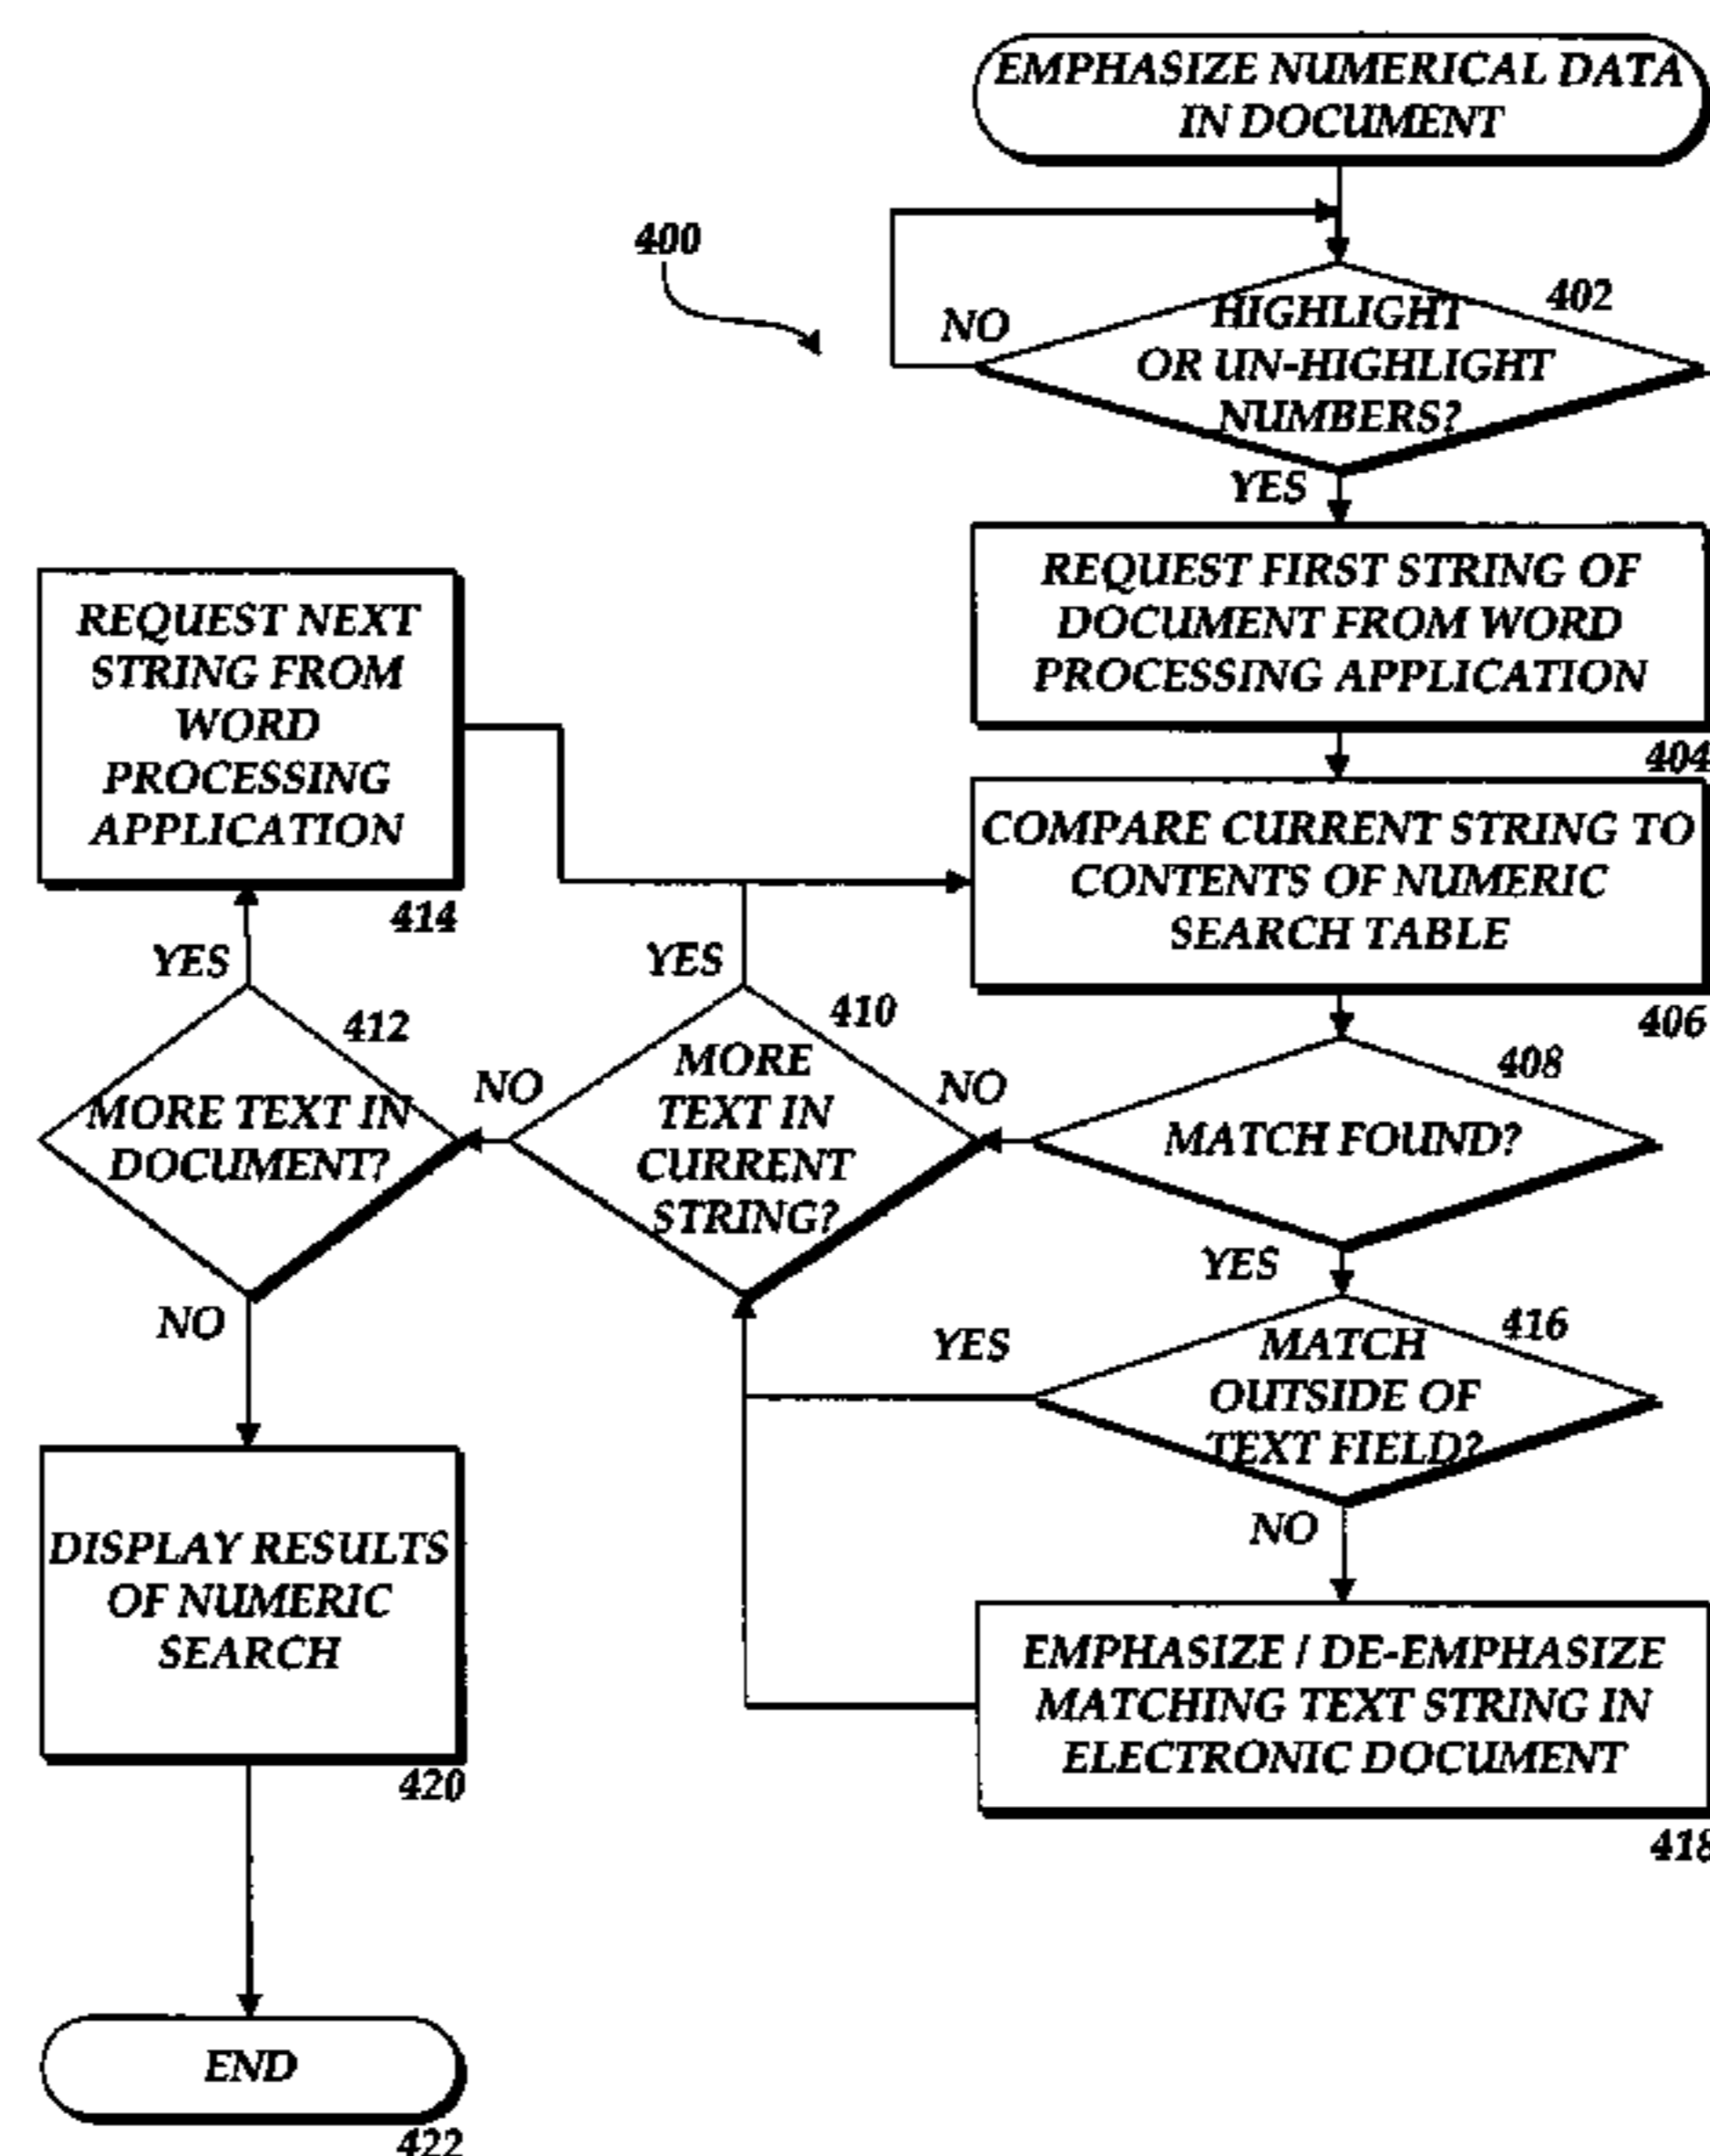 EMPHASIZE NUMERICAL DATA
IN DOCUMENT
400
NO
402
HIGHLIGHT
OR UN-HIGHLIGHT
NUMBERS?
YES
REQUEST FIRST STRING OF
DOCUMENT FROM WORD
PROCESSING APPLICATION
404
REQUEST NEXT
STRING FROM
WORD
PROCESSING
APPLICATION
414
COMPARE CURRENT STRING TO
CONTENTS OF NUMERIC
SEARCH TABLE
406
YES
412
MORE TEXT IN
DOCUMENT?
NO
YES
410
MORE
TEXT IN
CURRENT
STRING?
NO
408
MATCH FOUND?
YES
NO
YES
416
MATCH
OUTSIDE OF
TEXT FIELD?
NO
DISPLAY RESULTS
OF NUMERIC
SEARCH
420
EMPHASIZE / DE-EMPHASIZE
MATCHING TEXT STRING IN
ELECTRONIC DOCUMENT
418
END
422